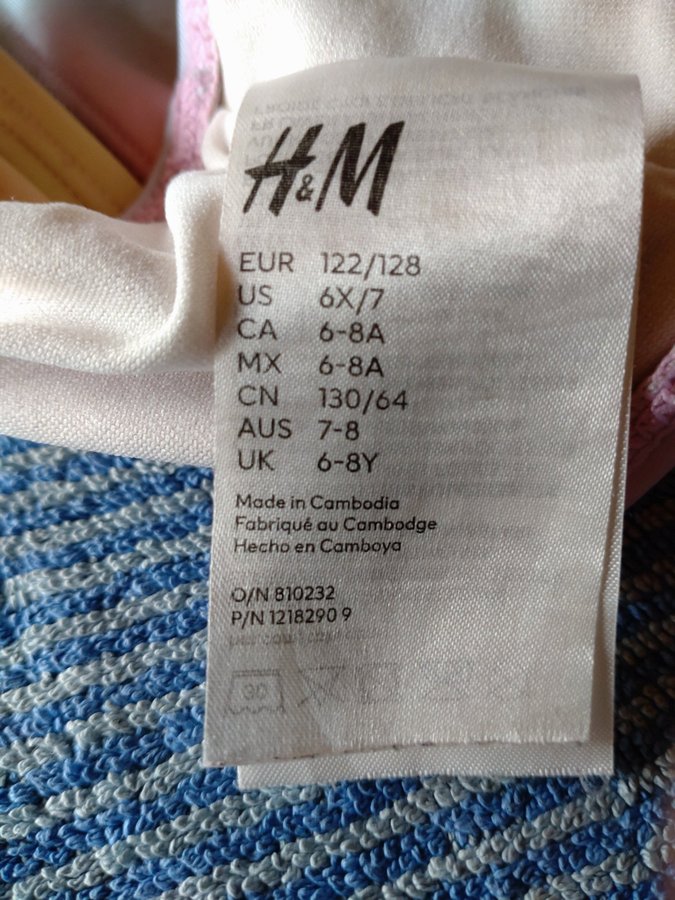 H&M
EUR 122/128
US 6X/7
CA 6-8A
MX 6-8A
CN 130/64
AUS 7-8
UK 6-8Y
Made in Cambodia
Fabriqué au Cambodge
Hecho en Camboya
O/N 810232
P/N 1218290 9
30